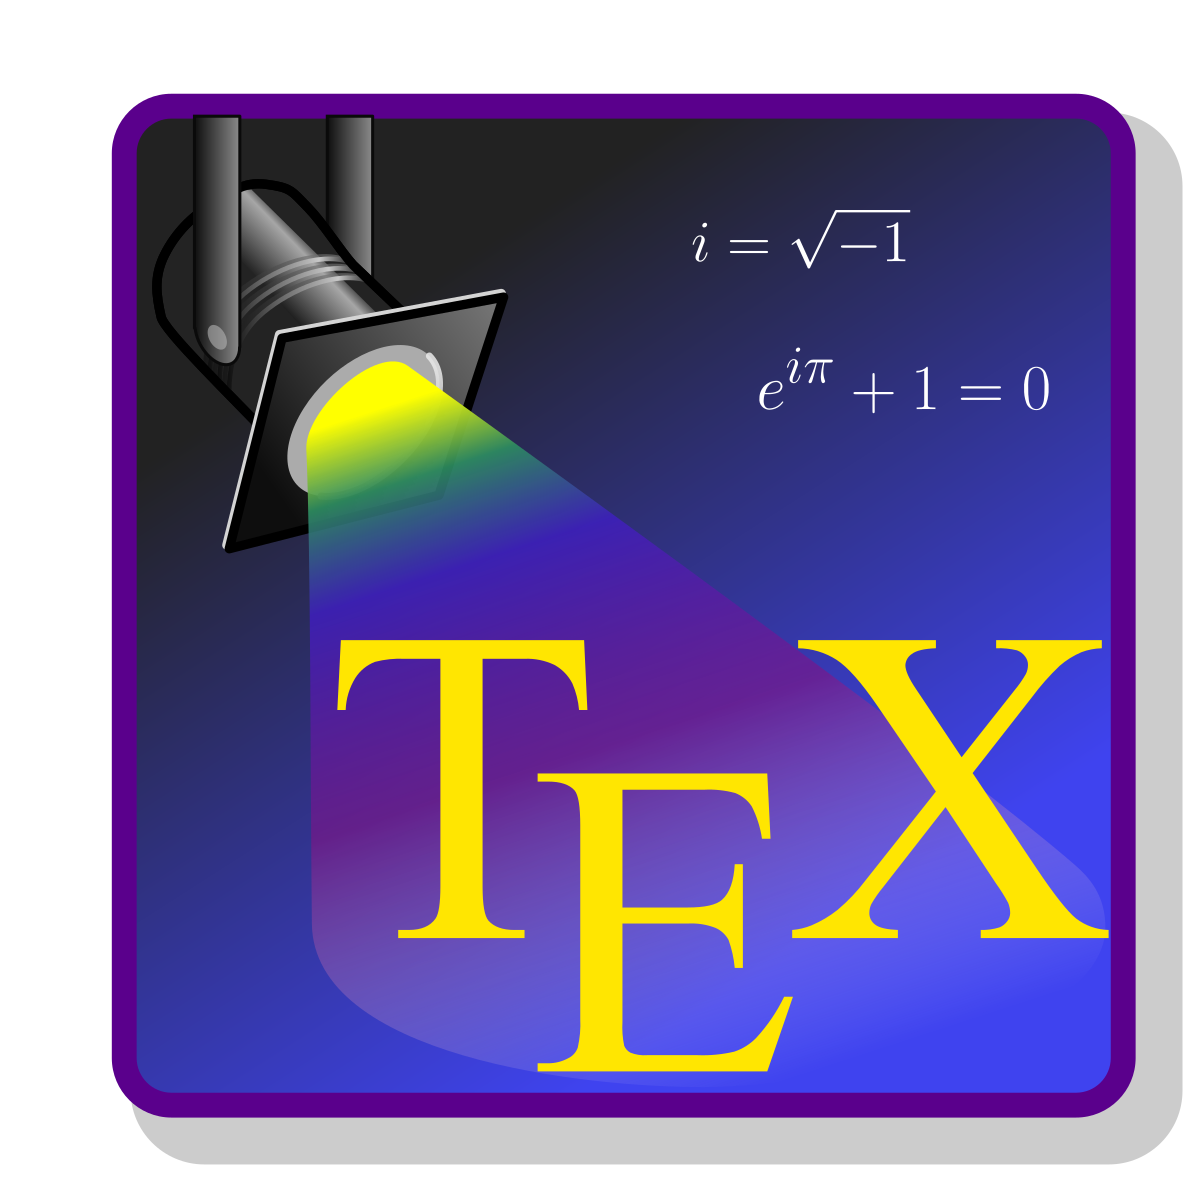 i = √−1
e^{iπ} + 1 = 0
TEX